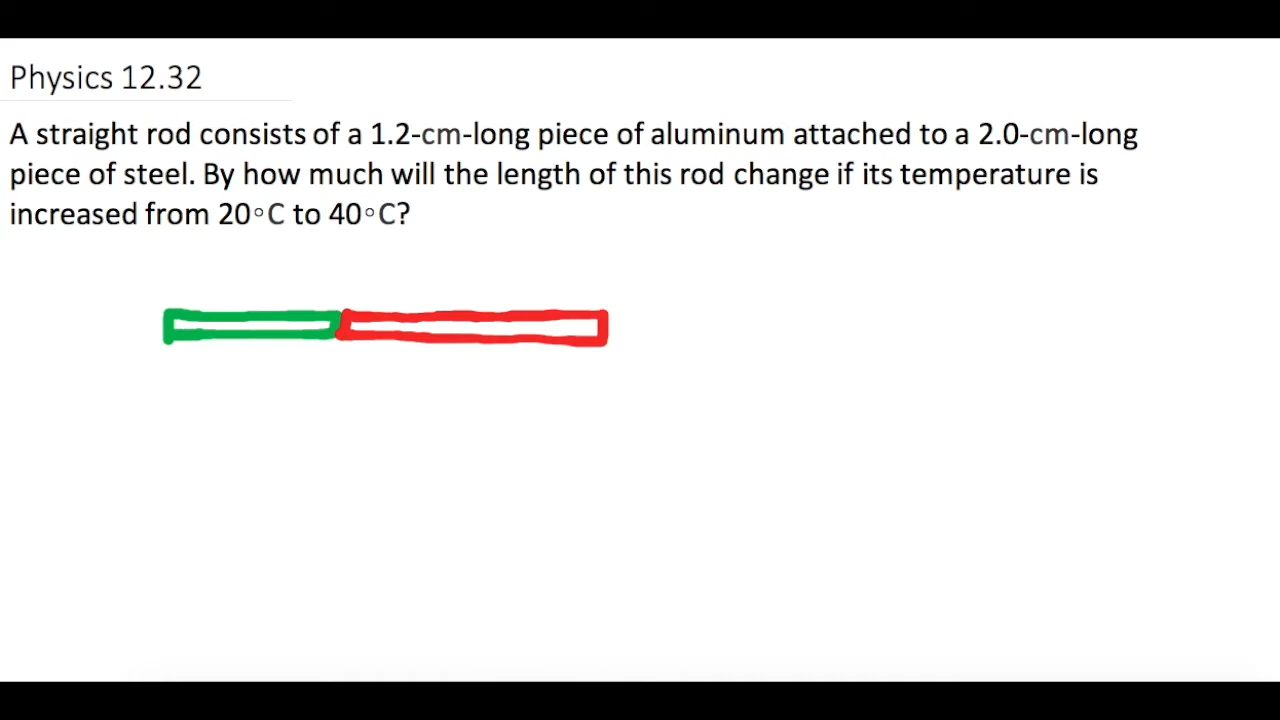 Physics 12.32
A straight rod consists of a 1.2-cm-long piece of aluminum attached to a 2.0-cm-long
piece of steel. By how much will the length of this rod change if its temperature is
increased from 20◦C to 40◦C?